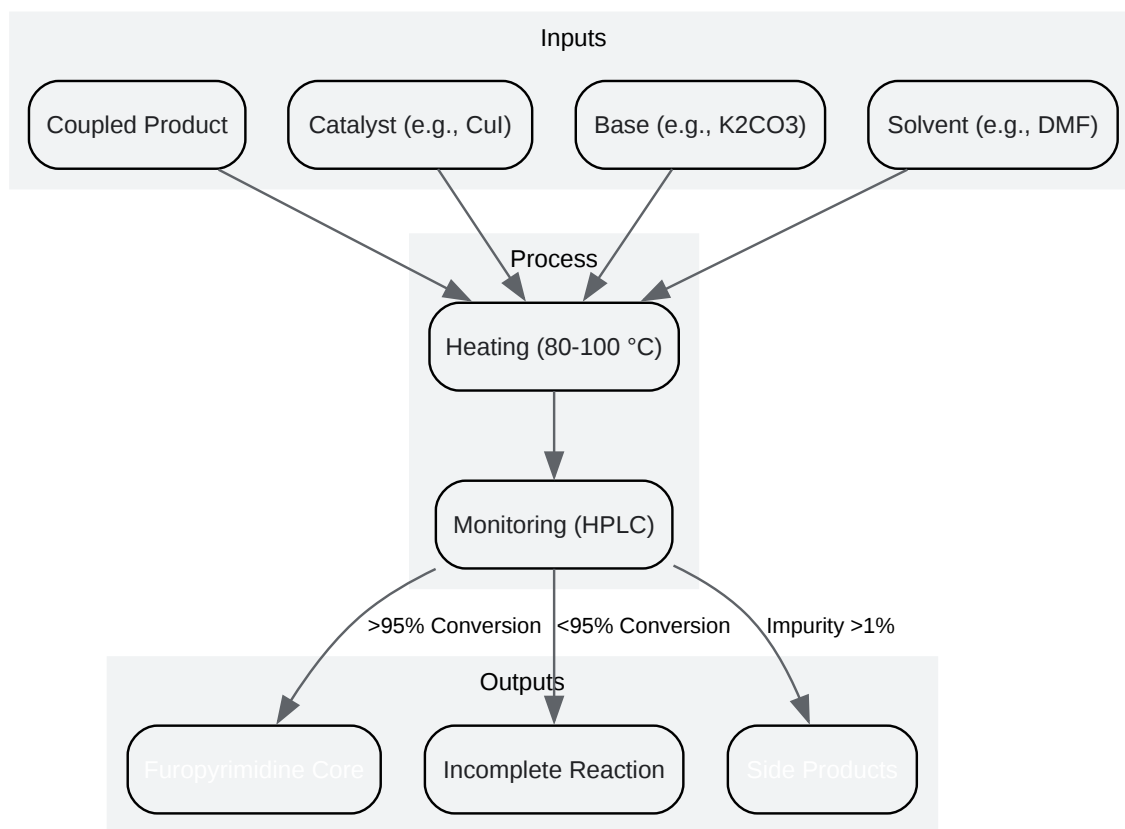 Inputs
Coupled Product
Catalyst (e.g., CuI)
Base (e.g., K2CO3)
Solvent (e.g., DMF)
Process
Heating (80-100 °C)
Monitoring (HPLC)
>95% Conversion
<95% Conversion
Impurity >1%
Outputs
Furopyrimidine Core
Incomplete Reaction
Side Products